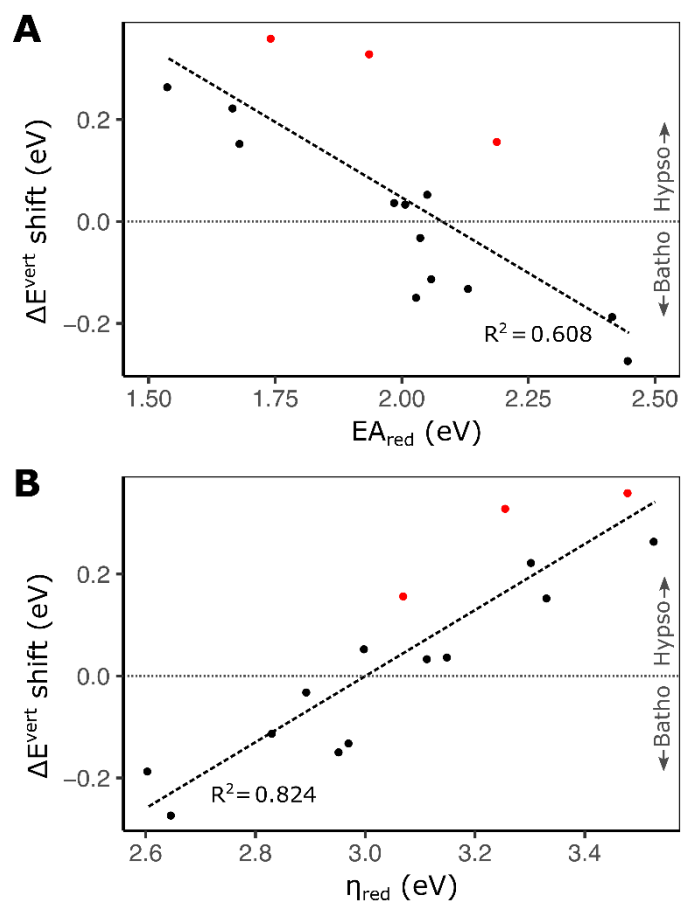 A
ΔE^vert shift (eV)
0.2
0.0
−0.2
←Batho Hypso→
R²=0.608
1.50 1.75 2.00 2.25 2.50
EA_red (eV)
B
ΔE^vert shift (eV)
0.2
0.0
−0.2
←Batho Hypso→
R²=0.824
2.6 2.8 3.0 3.2 3.4
η_red (eV)